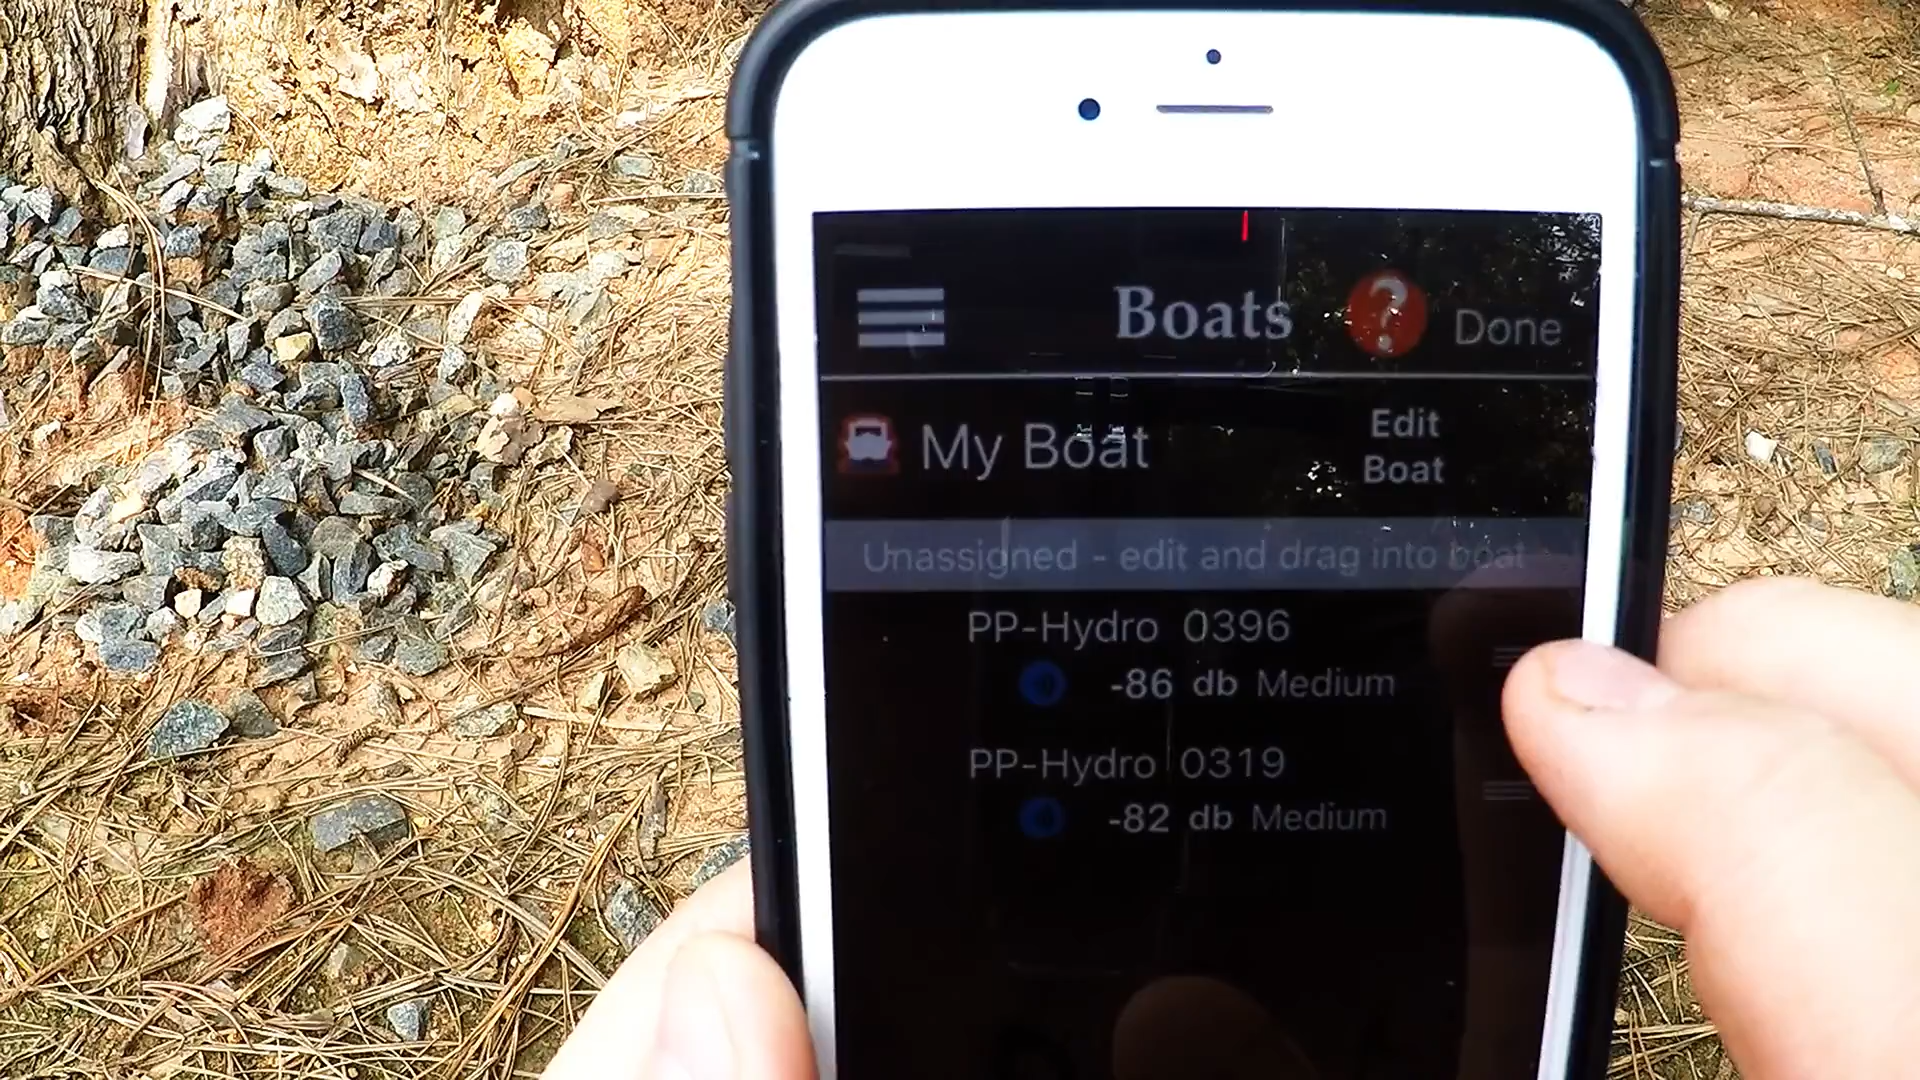 Boats ? Done
My Boat
Edit
Boat
Unassigned - edit and drag into boat
PP-Hydro 0396
-86 db Medium
PP-Hydro 0319
-82 db Medium